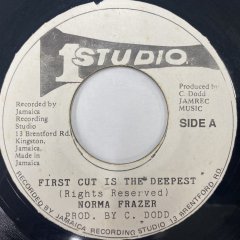 1
STUDIO
Recorded by
Jamaica
Recording
Studio
13 Brentford Rd.
Kingston,
Jamaica
Made in
Jamaica
Produced by
C. Dodd
JAMREC
MUSIC
SIDE A
FIRST CUT IS THE DEEPEST
(Rights Reserved)
NORMA FRAZER
PROD. BY C. DODD
RECORDED BY JAMAICA RECORDING STUDIO 13 BRENTFORD RD.